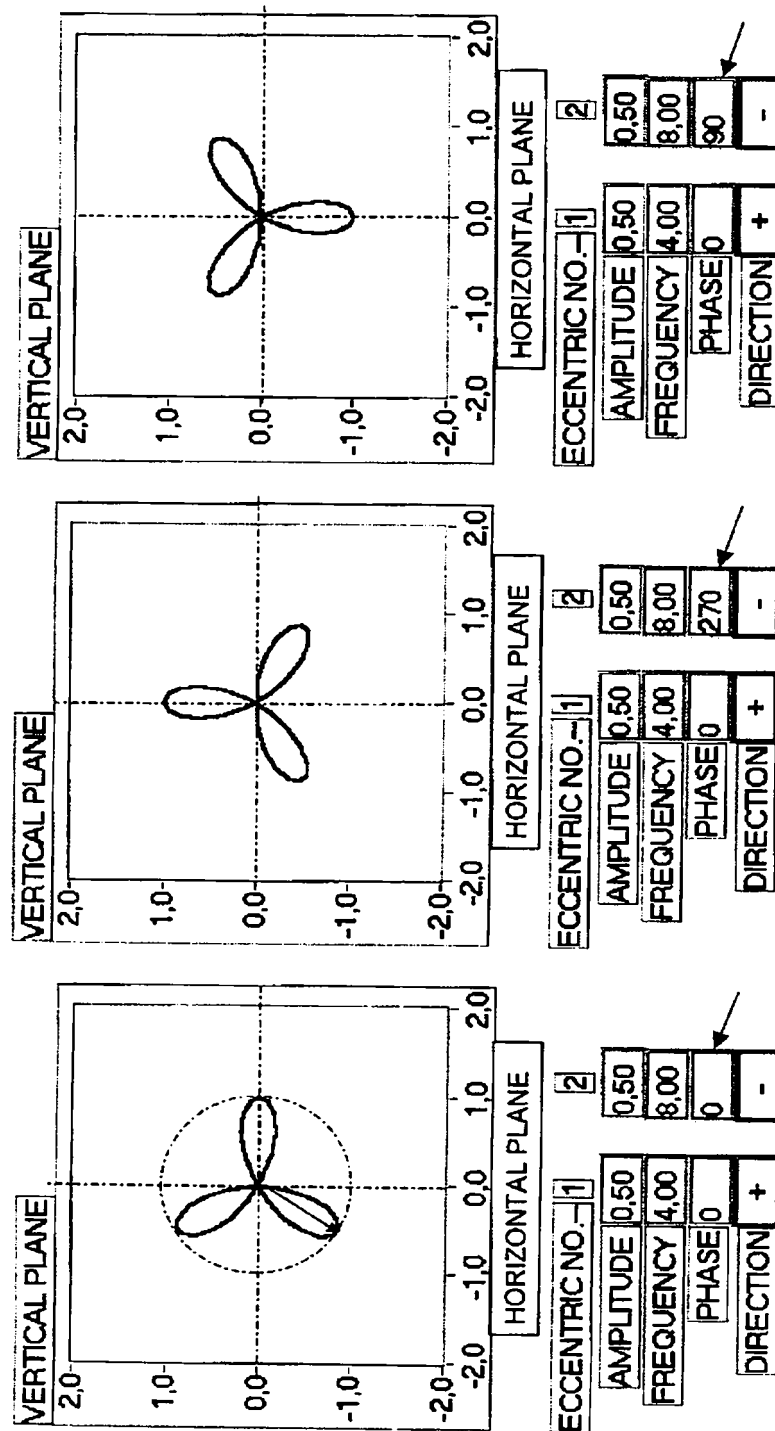 VERTICAL PLANE
2,0
1,0
0,0
-1,0
-2,0
-2,0 -1,0 0,0 1,0 2,0
HORIZONTAL PLANE
ECCENTRIC NO.- 1 2
AMPLITUDE 0,50 0,50
FREQUENCY 4,00 8,00
PHASE 0 0
DIRECTION + -
VERTICAL PLANE
2,0
1,0
0,0
-1,0
-2,0
-2,0 -1,0 0,0 1,0 2,0
HORIZONTAL PLANE
ECCENTRIC NO.- 1 2
AMPLITUDE 0,50 0,50
FREQUENCY 4,00 8,00
PHASE 0 270
DIRECTION + -
VERTICAL PLANE
2,0
1,0
0,0
-1,0
-2,0
-2,0 -1,0 0,0 1,0 2,0
HORIZONTAL PLANE
ECCENTRIC NO.- 1 2
AMPLITUDE 0,50 0,50
FREQUENCY 4,00 8,00
PHASE 0 90
DIRECTION + -